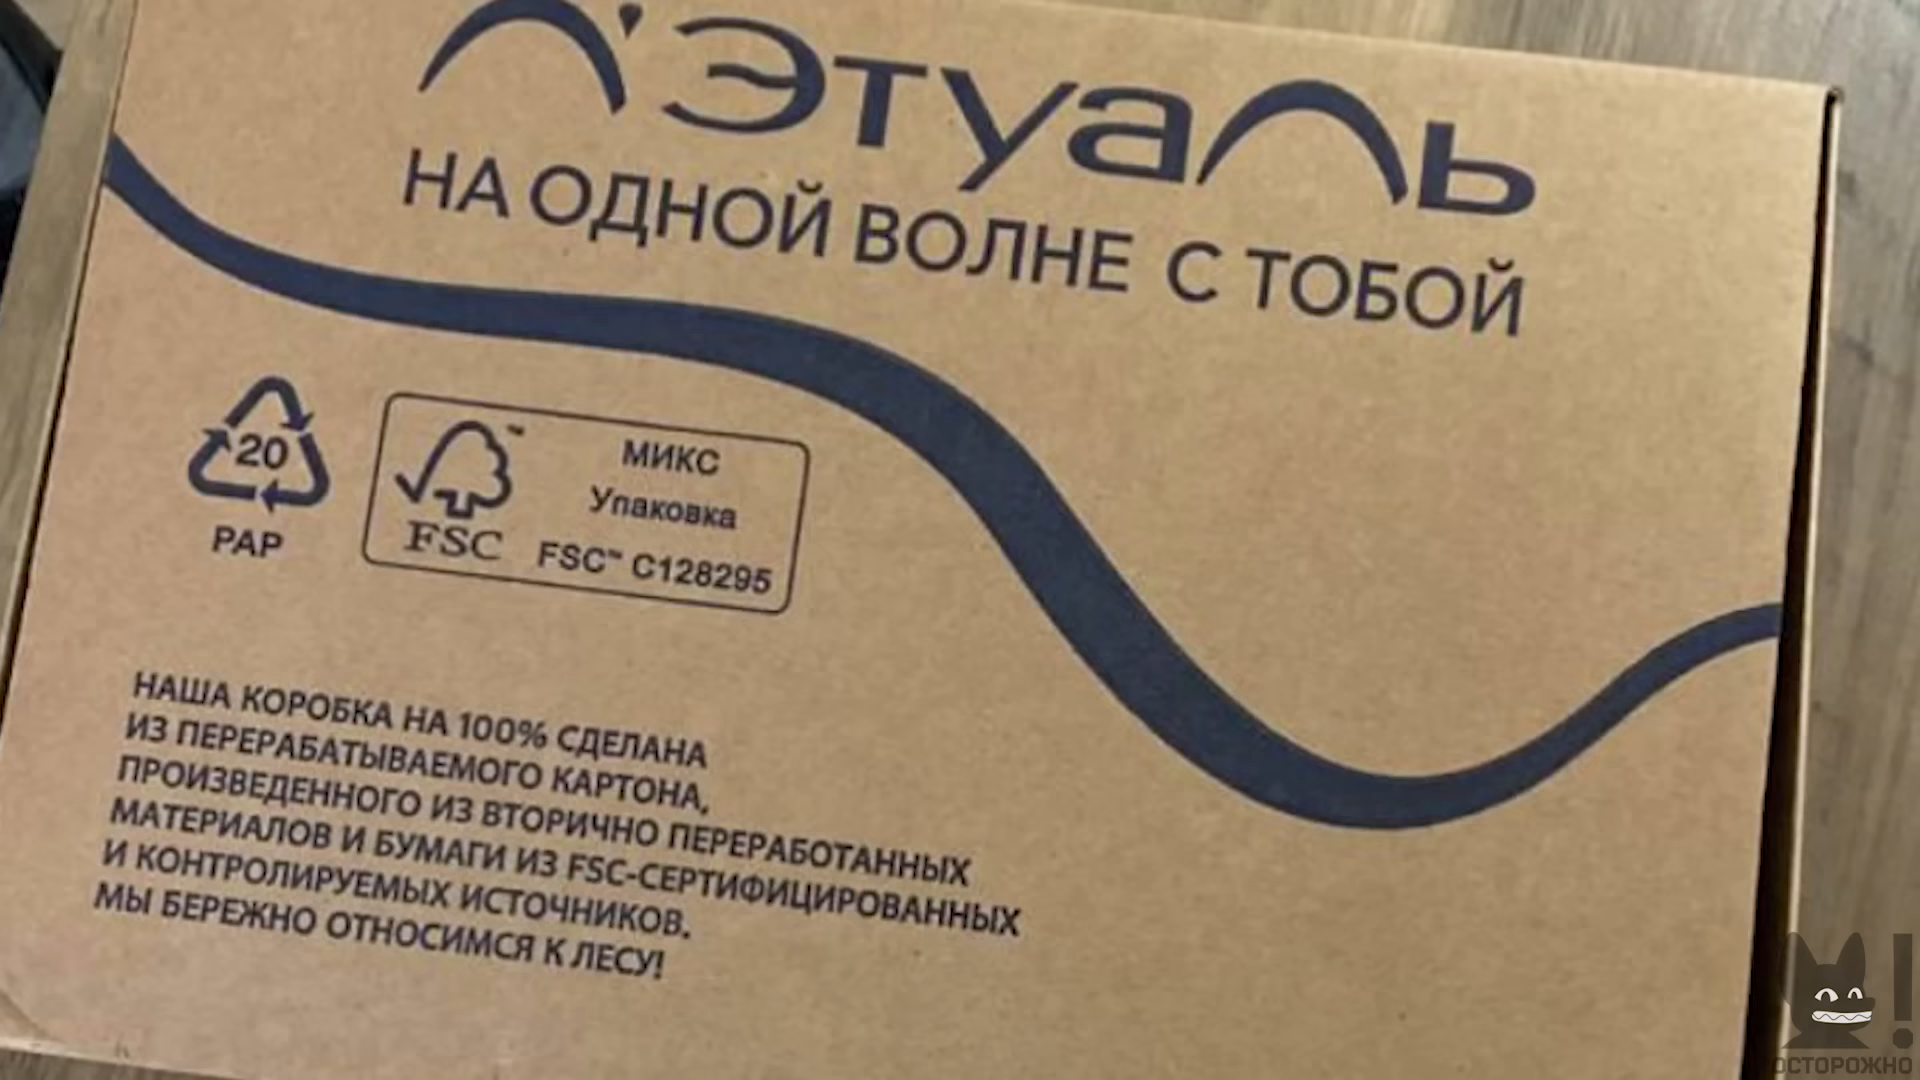 Л'Этуаль
НА ОДНОЙ ВОЛНЕ С ТОБОЙ
20
PAP
FSC
МИКС
Упаковка
FSC™ C128295
НАША КОРОБКА НА 100% СДЕЛАНА
ИЗ ПЕРЕРАБАТЫВАЕМОГО КАРТОНА,
ПРОИЗВЕДЕННОГО ИЗ ВТОРИЧНО ПЕРЕРАБОТАННЫХ
МАТЕРИАЛОВ И БУМАГИ ИЗ FSC-СЕРТИФИЦИРОВАННЫХ
И КОНТРОЛИРУЕМЫХ ИСТОЧНИКОВ.
МЫ БЕРЕЖНО ОТНОСИМСЯ К ЛЕСУ!
ОСТОРОЖНО